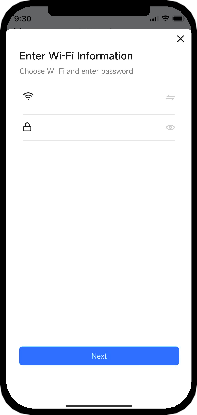 9:30
Enter Wi-Fi Information
Choose Wi-Fi and enter password
Next